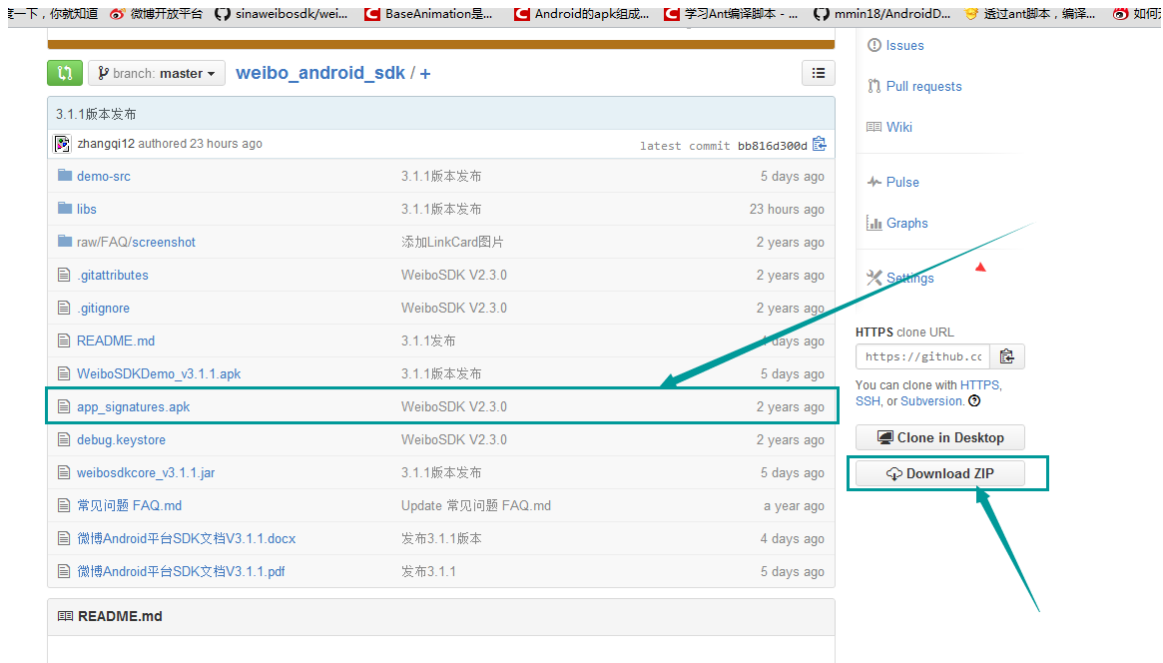 度一下，你就知道 微博开放平台 sinaweibosdk/wei... BaseAnimation是... Android的apk组成... 学习Ant编译脚本 - ... mmin18/AndroidD... 透过ant脚本，编译... 如何
branch: master weibo_android_sdk / +
3.1.1版本发布
zhangqi12 authored 23 hours ago latest commit bb816d300d
demo-src 3.1.1版本发布 5 days ago
libs 3.1.1版本发布 23 hours ago
raw/FAQ/screenshot 添加LinkCard图片 2 years ago
.gitattributes WeiboSDK V2.3.0 2 years ago
.gitignore WeiboSDK V2.3.0 2 years ago
README.md 3.1.1发布 days ago
WeiboSDKDemo_v3.1.1.apk 3.1.1版本发布 5 days ago
app_signatures.apk WeiboSDK V2.3.0 2 years ago
debug.keystore WeiboSDK V2.3.0 2 years ago
weibosdkcore_v3.1.1.jar 3.1.1版本发布 5 days ago
常见问题 FAQ.md Update 常见问题 FAQ.md a year ago
微博Android平台SDK文档V3.1.1.docx 发布3.1.1版本 4 days ago
微博Android平台SDK文档V3.1.1.pdf 发布3.1.1 5 days ago
README.md
Issues
Pull requests
Wiki
Pulse
Graphs
Settings
HTTPS clone URL
https://github.cc
You can clone with HTTPS,
SSH, or Subversion.
Clone in Desktop
Download ZIP